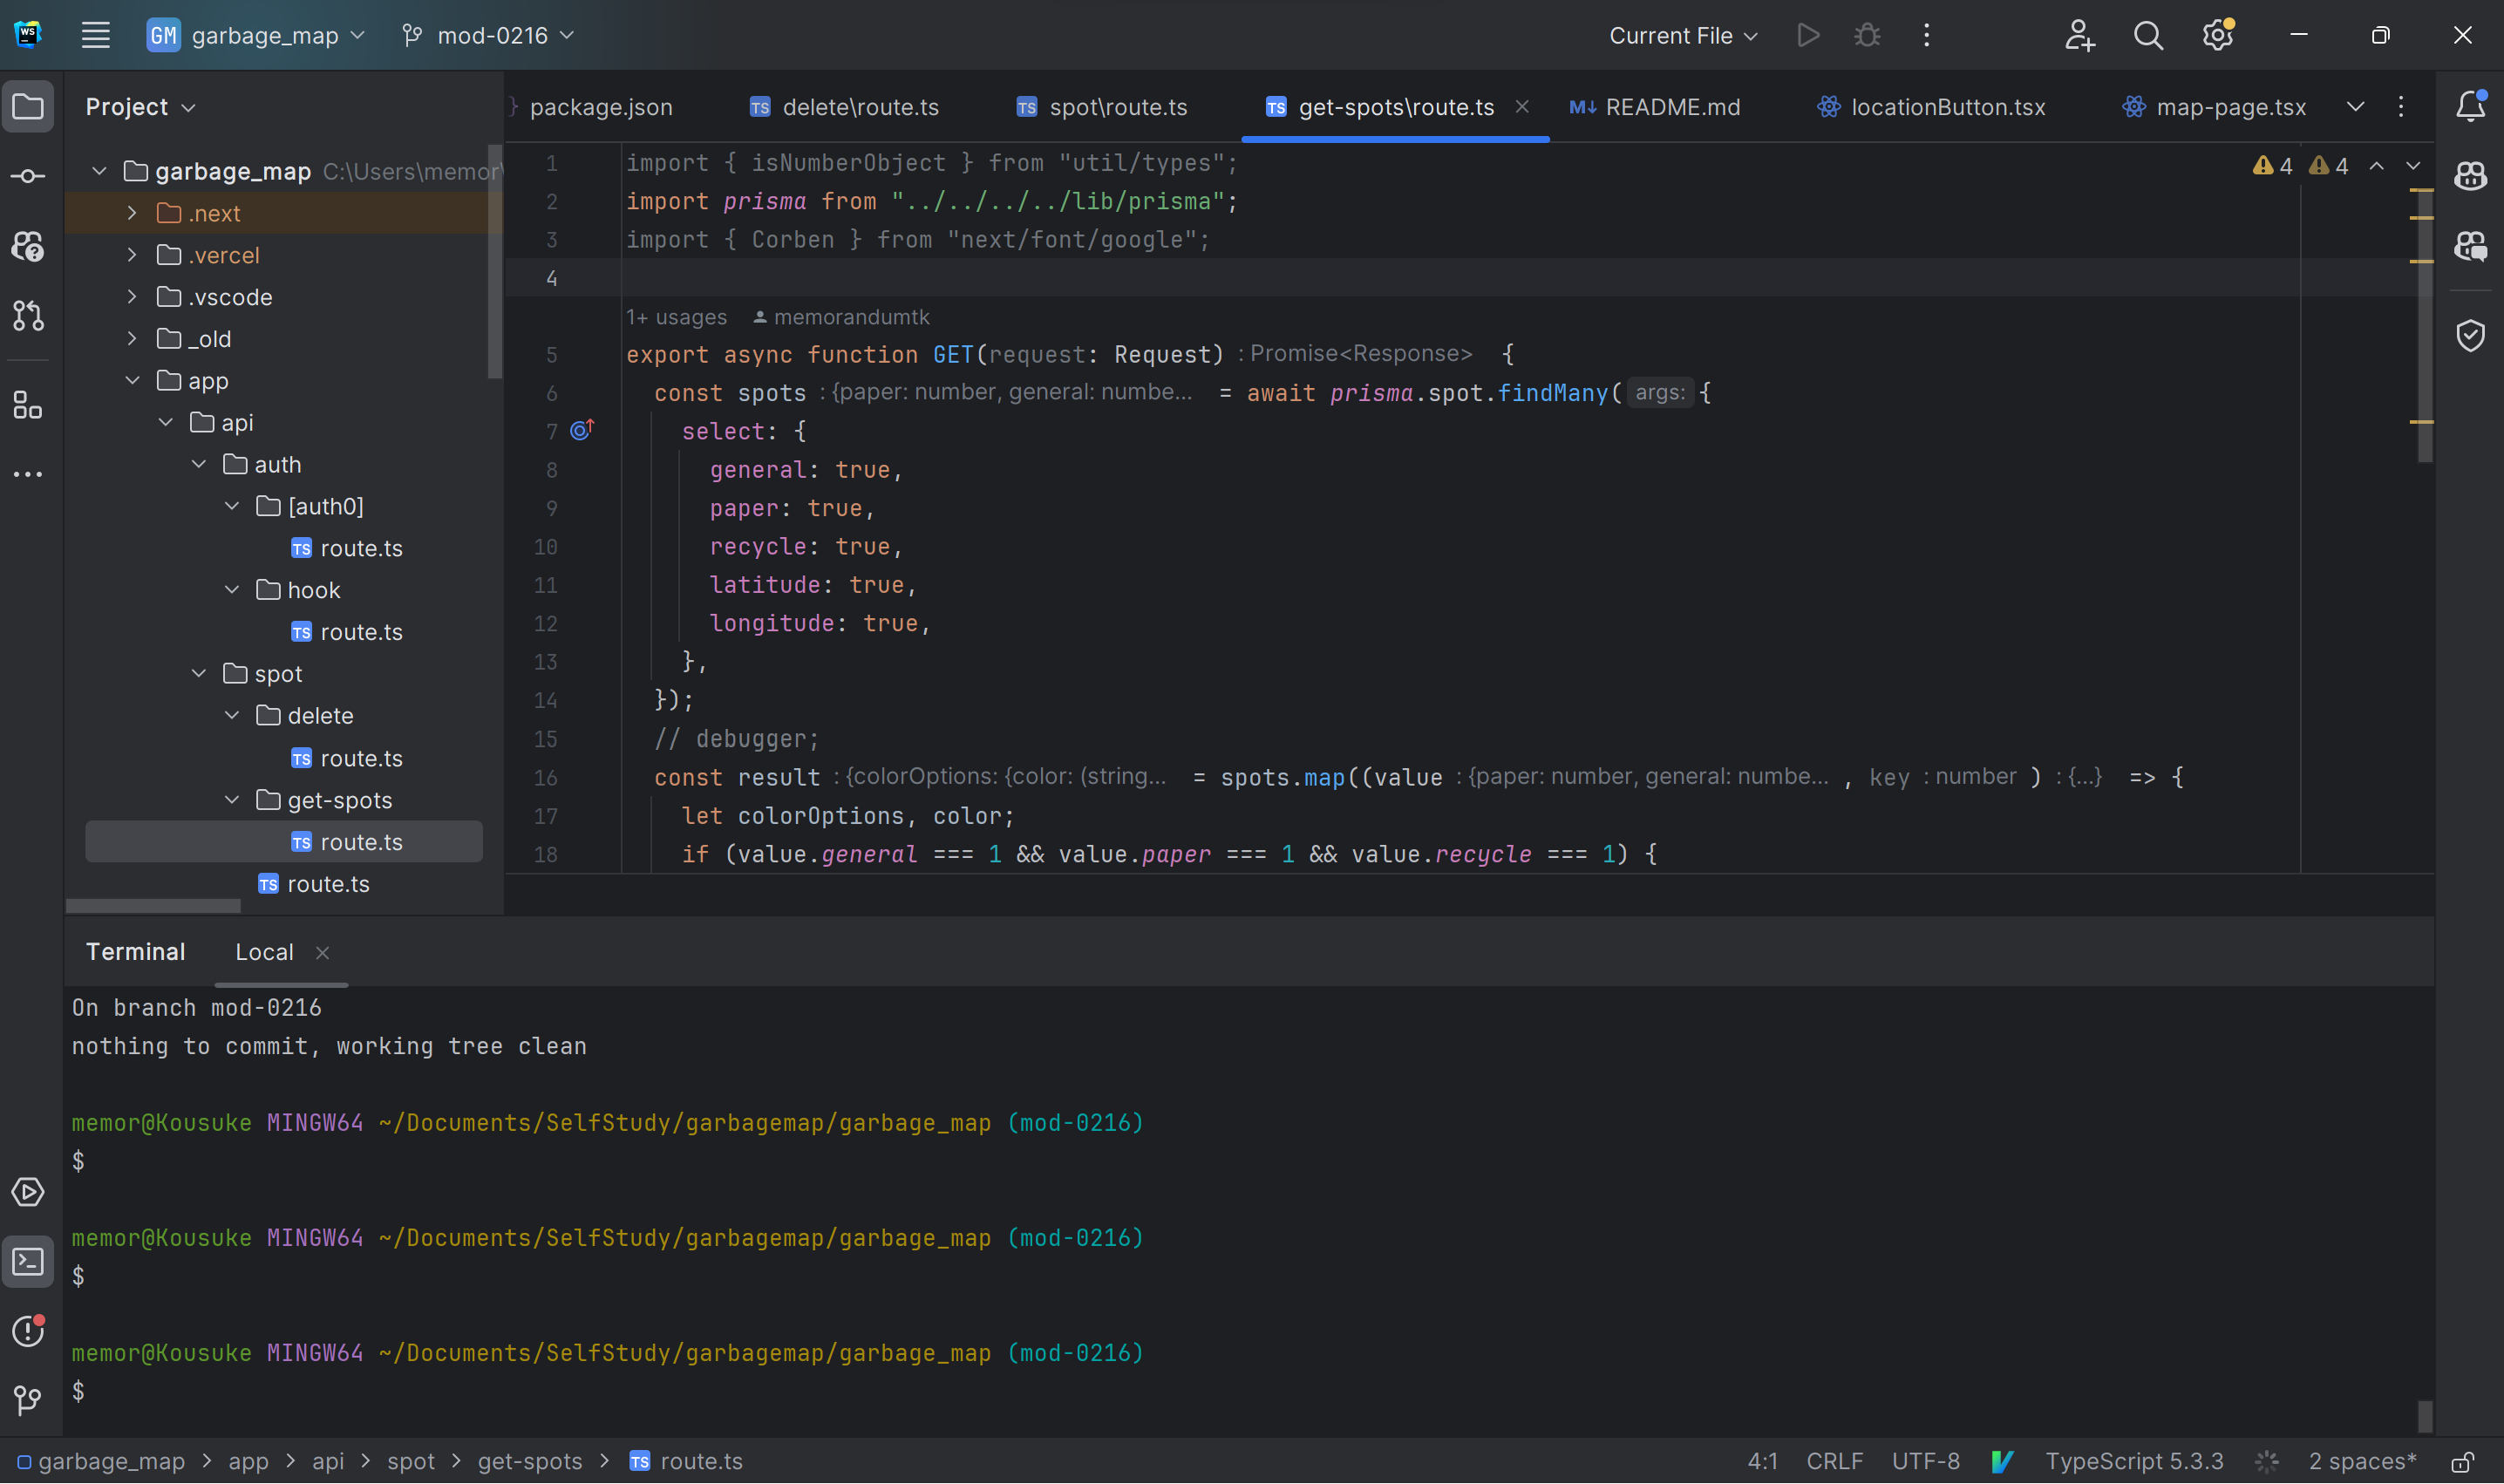 WS
GM garbage_map mod-0216 Current File
Project
package.json TS delete\route.ts TS spot\route.ts TS get-spots\route.ts M↓ README.md locationButton.tsx map-page.tsx
garbage_map C:\Users\memor\
.next
.vercel
.vscode
_old
app
api
auth
[auth0]
TS route.ts
hook
TS route.ts
spot
delete
TS route.ts
get-spots
TS route.ts
TS route.ts
4 4
1 import { isNumberObject } from "util/types";
2 import prisma from "../../../../lib/prisma";
3 import { Corben } from "next/font/google";
4
1+ usages memorandumtk
5 export async function GET(request: Request) : Promise<Response> {
6 const spots : {paper: number, general: numbe... = await prisma.spot.findMany( args: {
7 select: {
8 general: true,
9 paper: true,
10 recycle: true,
11 latitude: true,
12 longitude: true,
13 },
14 });
15 // debugger;
16 const result : {colorOptions: {color: (string... = spots.map((value : {paper: number, general: numbe... , key : number ) : {...} => {
17 let colorOptions, color;
18 if (value.general === 1 && value.paper === 1 && value.recycle === 1) {
Terminal Local
On branch mod-0216
nothing to commit, working tree clean
memor@Kousuke MINGW64 ~/Documents/SelfStudy/garbagemap/garbage_map (mod-0216)
$
memor@Kousuke MINGW64 ~/Documents/SelfStudy/garbagemap/garbage_map (mod-0216)
$
memor@Kousuke MINGW64 ~/Documents/SelfStudy/garbagemap/garbage_map (mod-0216)
$
garbage_map > app > api > spot > get-spots > TS route.ts 4:1 CRLF UTF-8 TypeScript 5.3.3 2 spaces*